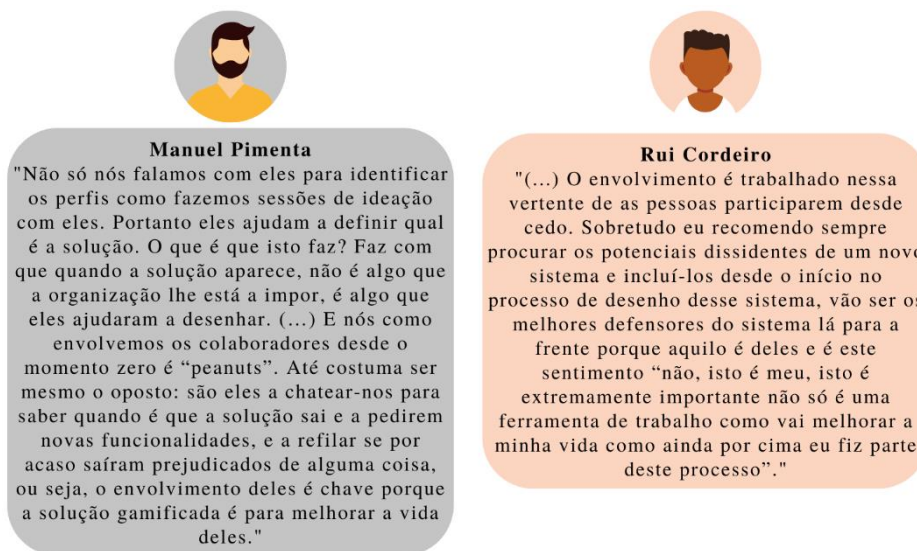 Manuel Pimenta
"Não só nós falamos com eles para identificar
os perfis como fazemos sessões de ideação
com eles. Portanto eles ajudam a definir qual
é a solução. O que é que isto faz? Faz com
que quando a solução aparece, não é algo que
a organização lhe está a impor, é algo que
eles ajudaram a desenhar. (...) E nós como
envolvemos os colaboradores desde o
momento zero é “peanuts”. Até costuma ser
mesmo o oposto: são eles a chatear-nos para
saber quando é que a solução sai e a pedirem
novas funcionalidades, e a refilar se por
acaso saíram prejudicados de alguma coisa,
ou seja, o envolvimento deles é chave porque
a solução gamificada é para melhorar a vida
deles."
Rui Cordeiro
"(...) O envolvimento é trabalhado nessa
vertente de as pessoas participarem desde
cedo. Sobretudo eu recomendo sempre
procurar os potenciais dissidentes de um novo
sistema e incluí-los desde o início no
processo de desenho desse sistema, vão ser os
melhores defensores do sistema lá para a
frente porque aquilo é deles e é este
sentimento “não, isto é meu, isto é
extremamente importante não só é uma
ferramenta de trabalho como vai melhorar a
minha vida como ainda por cima eu fiz parte
deste processo”."